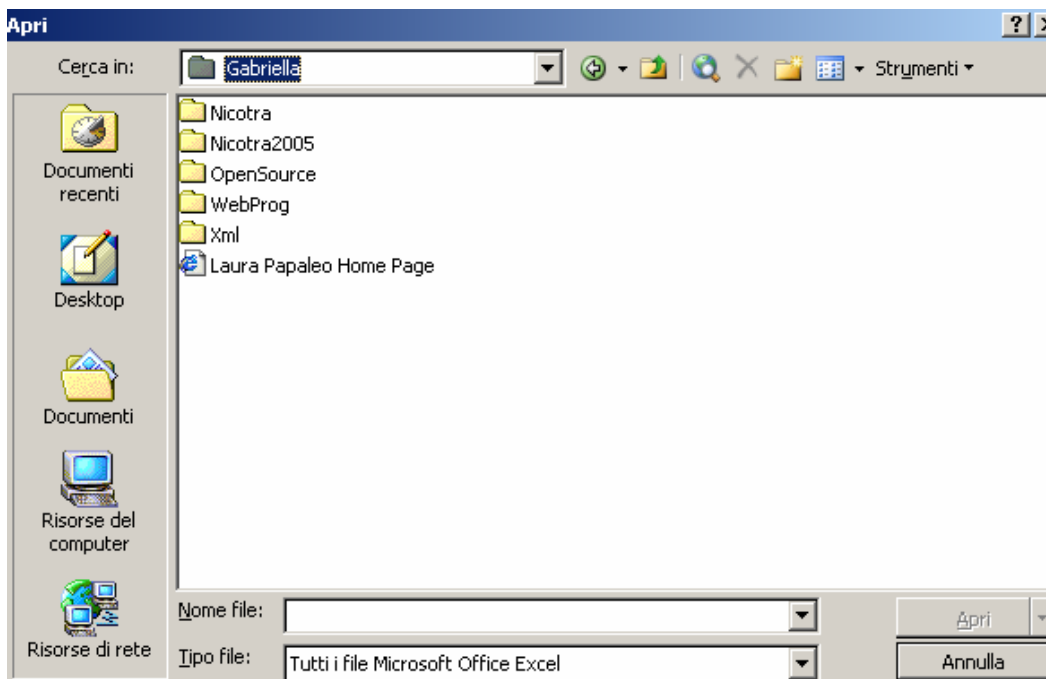 Apri
Cerca in:
Gabriella
Strumenti
Nicotra
Nicotra2005
OpenSource
WebProg
Xml
Laura Papaleo Home Page
Documenti
recenti
Desktop
Documenti
Risorse del
computer
Risorse di rete
Nome file:
Apri
Tipo file:
Tutti i file Microsoft Office Excel
Annulla